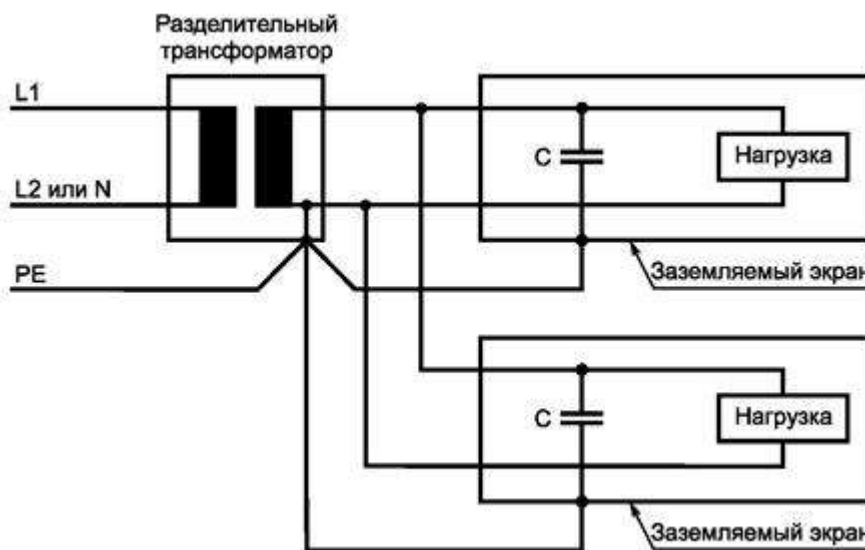 Разделительный
трансформатор
L1
С
Нагрузка
L2 или N
PE
Заземляемый экран
С
Нагрузка
Заземляемый экран